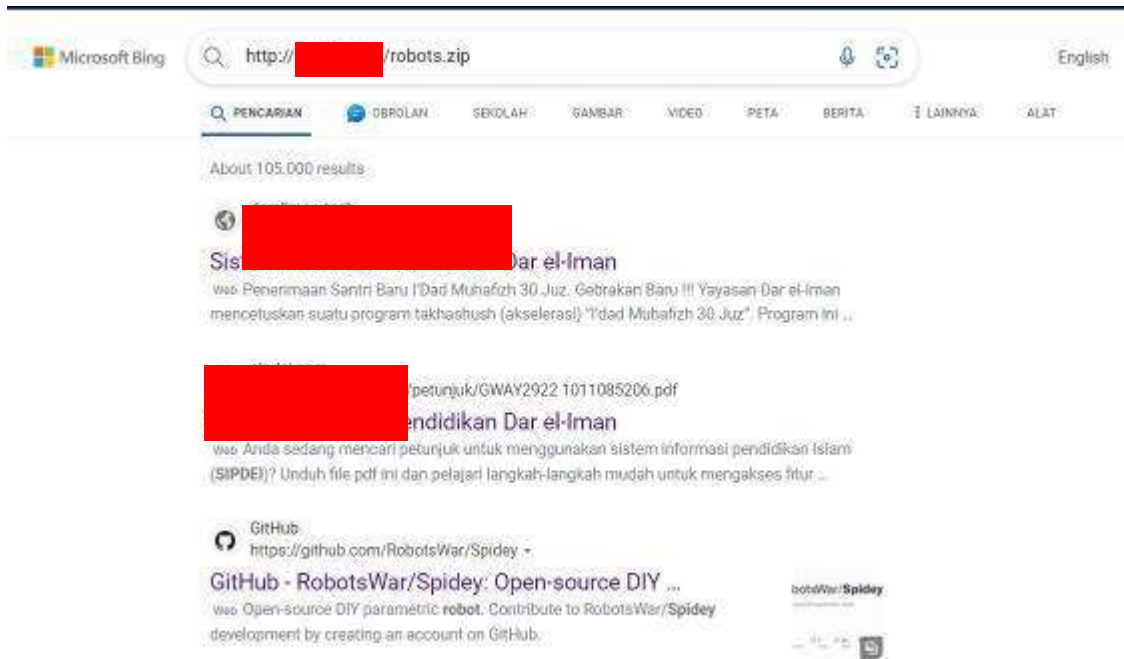 Microsoft Bing
http:// /robots.zip
English
PENCARIAN OBROLAN SEKOLAH GAMBAR VIDEO PETA BERITA LAINNYA ALAT
About 105.000 results
Sis Dar el-Iman
Web Penerimaan Santri Baru I'Dad Muhafizh 30 Juz. Gebrakan Baru !!! Yayasan Dar el-Iman
mencetuskan suatu program takhashush (akselerasi) "I'dad Muhafizh 30 Juz". Program ini ...
/petunjuk/GWAY2922 1011085206.pdf
endidikan Dar el-Iman
Web Anda sedang mencari petunjuk untuk menggunakan sistem informasi pendidikan Islam
(SIPDEI)? Unduh file pdf ini dan pelajari langkah-langkah mudah untuk mengakses fitur ...
GitHub
https://github.com/RobotsWar/Spidey
GitHub - RobotsWar/Spidey: Open-source DIY ...
Web Open-source DIY parametric robot. Contribute to RobotsWar/Spidey
development by creating an account on GitHub.
botsWar/Spidey